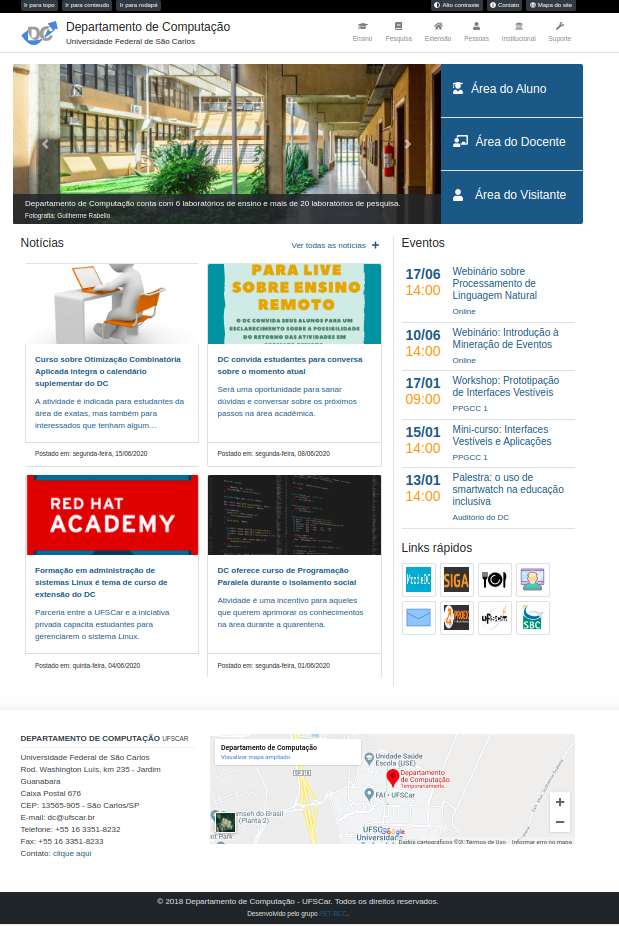 Ir para topo Ir para conteudo Ir para rodapé
Alto contraste Contato Mapa do site
Departamento de Computação
Universidade Federal de São Carlos
Ensino Pesquisa Extensão Pessoas Institucional Suporte
Área do Aluno
Área do Docente
Área do Visitante
Departamento de Computação conta com 6 laboratórios de ensino e mais de 20 laboratórios de pesquisa.
Fotografia: Guilherme Rabello
Notícias
Ver todas as notícias +
PARA LIVE
SOBRE ENSINO
REMOTO
O DC CONVIDA SEUS ALUNOS PARA UM
ESCLARECIMENTO SOBRE A POSSIBILIDADE
DO RETORNO DAS ATIVIDADES EM
Curso sobre Otimização Combinatória
Aplicada integra o calendário
suplementar do DC
A atividade é indicada para estudantes da
área de exatas, mas também para
interessados que tenham algum...
Postado em: segunda-feira, 15/06/2020
DC convida estudantes para conversa
sobre o momento atual
Será uma oportunidade para sanar
dúvidas e conversar sobre os próximos
passos na área acadêmica.
Postado em: segunda-feira, 08/06/2020
RED HAT
ACADEMY
Formação em administração de
sistemas Linux é tema de curso de
extensão do DC
Parceria entre a UFSCar e a iniciativa
privada capacita estudantes para
gerenciarem o sistema Linux.
Postado em: quinta-feira, 04/06/2020
DC oferece curso de Programação
Paralela durante o isolamento social
Atividade é uma incentivo para aqueles
que querem aprimorar os conhecimentos
na área durante a quarentena.
Postado em: segunda-feira, 01/06/2020
Eventos
17/06
14:00
Webinário sobre
Processamento de
Linguagem Natural
Online
10/06
14:00
Webinário: Introdução à
Mineração de Eventos
Online
17/01
09:00
Workshop: Prototipação
de Interfaces Vestíveis
PPGCC 1
15/01
14:00
Mini-curso: Interfaces
Vestíveis e Aplicações
PPGCC 1
13/01
14:00
Palestra: o uso de
smartwatch na educação
inclusiva
Auditório do DC
Links rápidos
MoodleDC SIGA
PROEX UFSCar SBC
DEPARTAMENTO DE COMPUTAÇÃO UFSCAR
Universidade Federal de São Carlos
Rod. Washington Luís, km 235 - Jardim
Guanabara
Caixa Postal 676
CEP: 13565-905 - São Carlos/SP
E-mail: dc@ufscar.br
Telefone: +55 16 3351-8232
Fax: +55 16 3351-8233
Contato: clique aqui
Departamento de Computação
Visualizar mapa ampliado
Unidade Saúde
Escola (USE)
Departamento
de Computação
Temporariamente...
FAI - UFSCar
SP 318
do Brasil
(Planta 2)
nt Park
UFSC
Google
Universidade
Dados cartográficos Termos de Uso Informar erro no mapa
+
−
© 2018 Departamento de Computação - UFSCar. Todos os direitos reservados.
Desenvolvido pelo grupo PET-BCC.